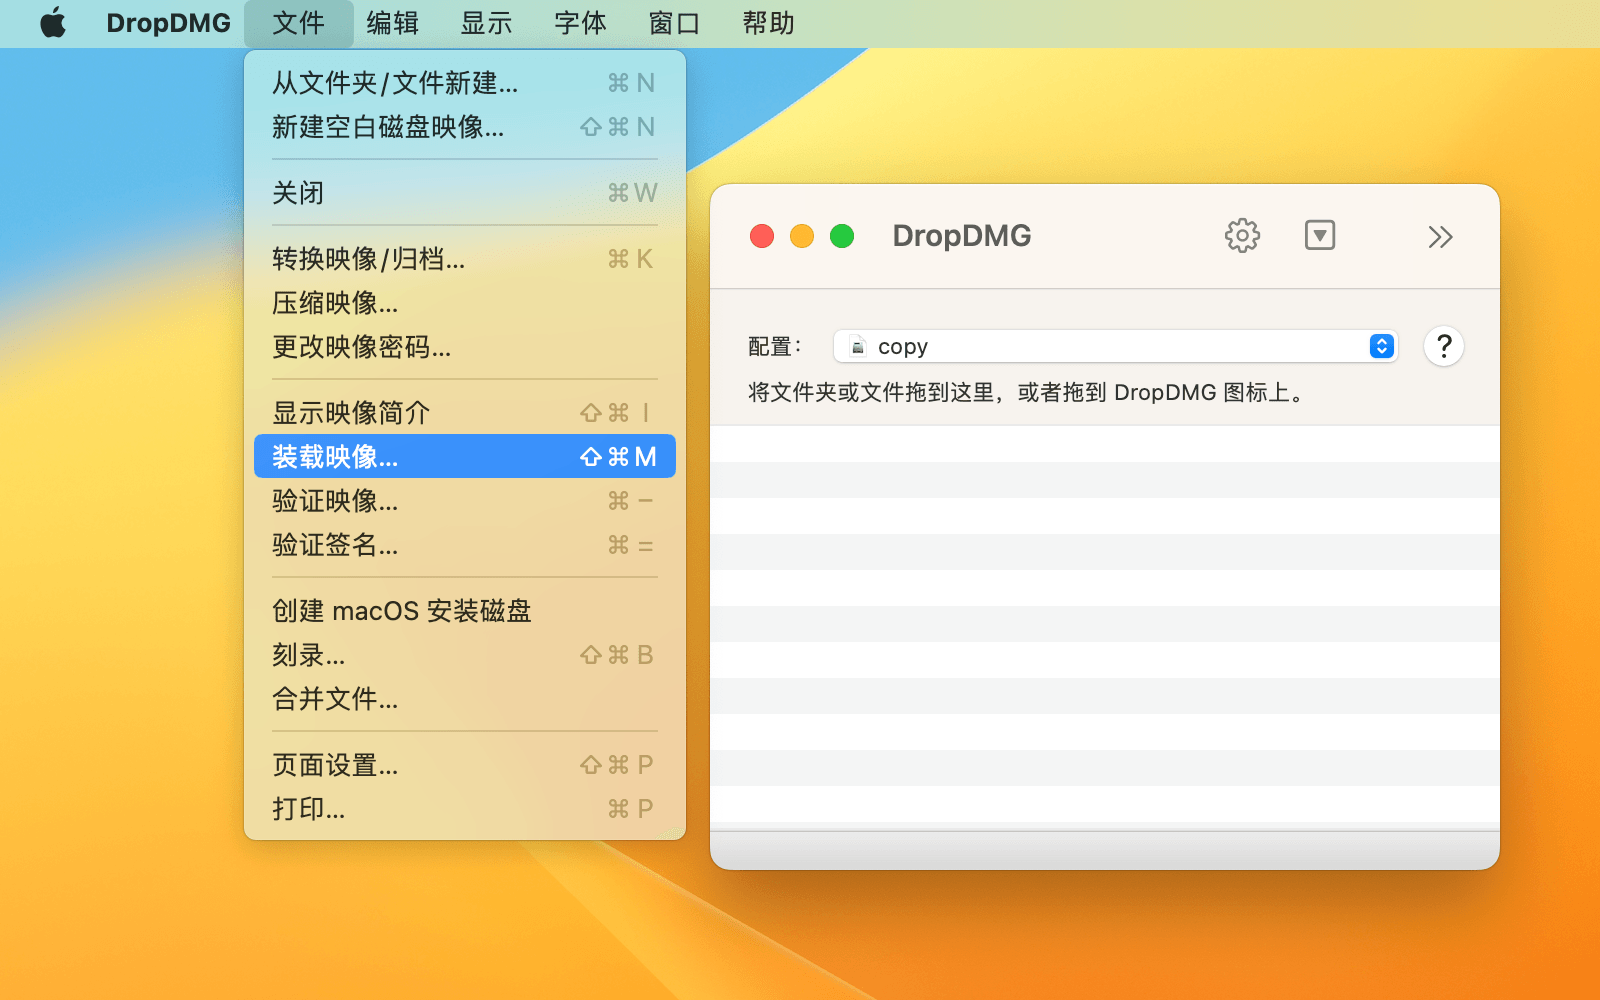 DropDMG 文件 编辑 显示 字体 窗口 帮助
从文件夹/文件新建... ⌘N
新建空白磁盘映像... ⇧⌘N
关闭 ⌘W
转换映像/归档... ⌘K
压缩映像...
更改映像密码...
显示映像简介 ⇧⌘I
装载映像... ⇧⌘M
验证映像... ⌘−
验证签名... ⌘=
创建 macOS 安装磁盘
刻录... ⇧⌘B
合并文件...
页面设置... ⇧⌘P
打印... ⌘P
DropDMG
配置： copy ?
将文件夹或文件拖到这里，或者拖到 DropDMG 图标上。